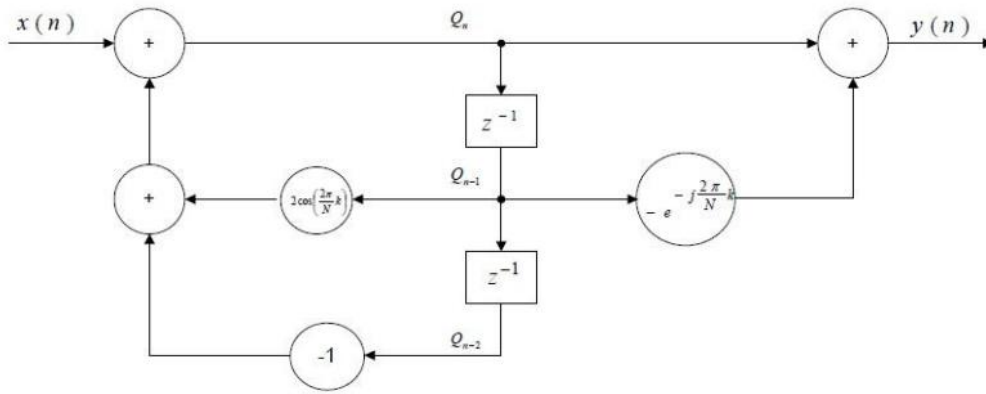 x(n)
+
Qₙ
+
y(n)
z⁻¹
+
2cos(2π/N k)
Qₙ₋₁
- e^(- j 2π/N k)
z⁻¹
-1
Qₙ₋₂